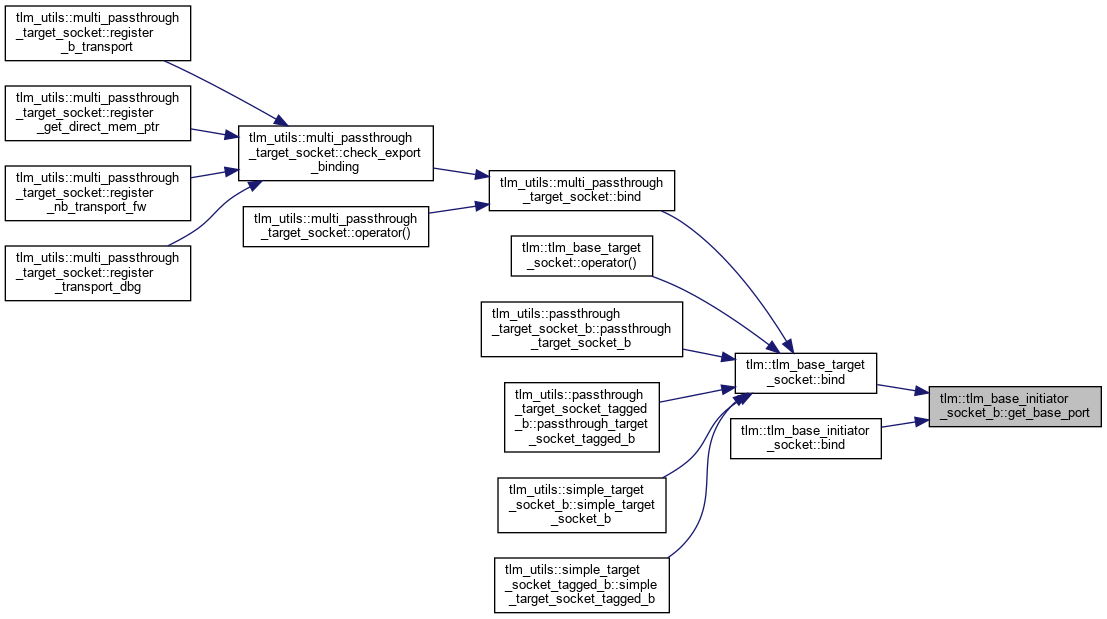 tlm_utils::multi_passthrough
_target_socket::register
_b_transport
tlm_utils::multi_passthrough
_target_socket::register
_get_direct_mem_ptr
tlm_utils::multi_passthrough
_target_socket::register
_nb_transport_fw
tlm_utils::multi_passthrough
_target_socket::register
_transport_dbg
tlm_utils::multi_passthrough
_target_socket::check_export
_binding
tlm_utils::multi_passthrough
_target_socket::operator()
tlm_utils::multi_passthrough
_target_socket::bind
tlm::tlm_base_target
_socket::operator()
tlm_utils::passthrough
_target_socket_b::passthrough
_target_socket_b
tlm_utils::passthrough
_target_socket_tagged
_b::passthrough_target
_socket_tagged_b
tlm_utils::simple_target
_socket_b::simple_target
_socket_b
tlm_utils::simple_target
_socket_tagged_b::simple
_target_socket_tagged_b
tlm::tlm_base_target
_socket::bind
tlm::tlm_base_initiator
_socket::bind
tlm::tlm_base_initiator
_socket_b::get_base_port